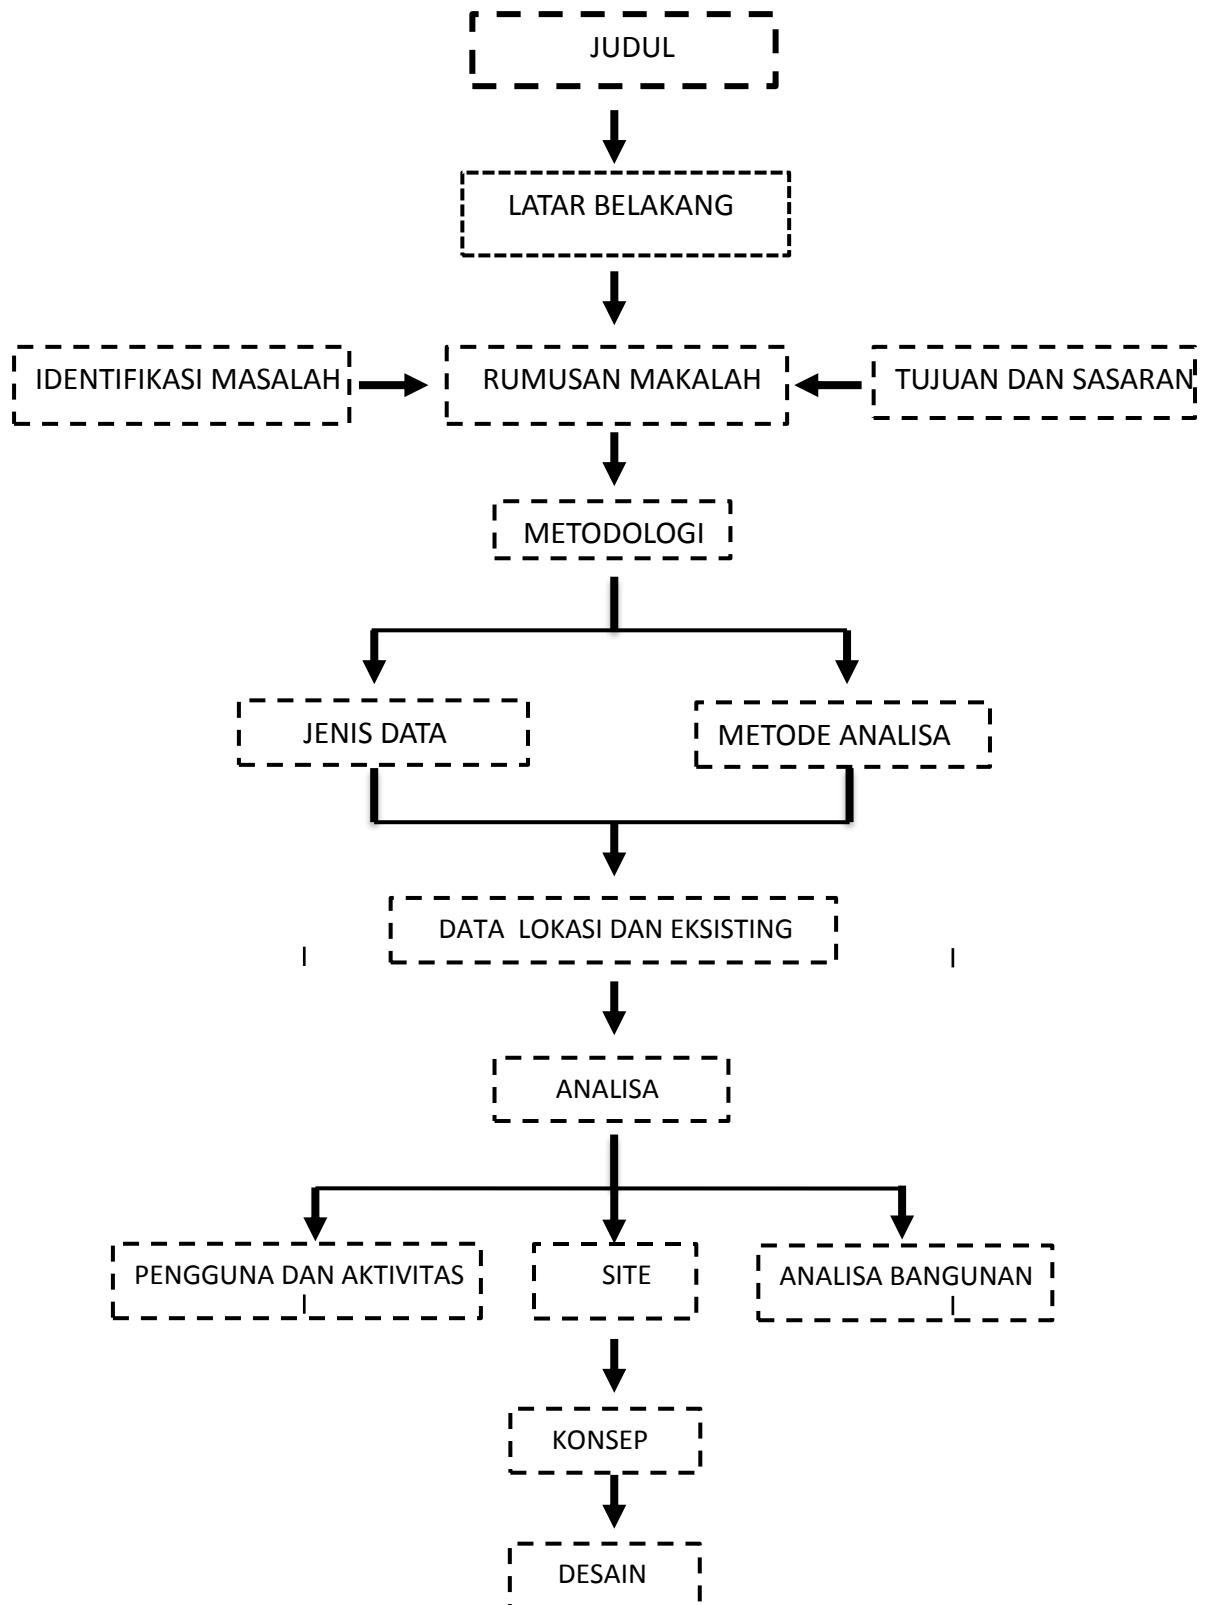 JUDUL
LATAR BELAKANG
IDENTIFIKASI MASALAH
RUMUSAN MAKALAH
TUJUAN DAN SASARAN
METODOLOGI
JENIS DATA
METODE ANALISA
DATA LOKASI DAN EKSISTING
ANALISA
PENGGUNA DAN AKTIVITAS
SITE
ANALISA BANGUNAN
KONSEP
DESAIN